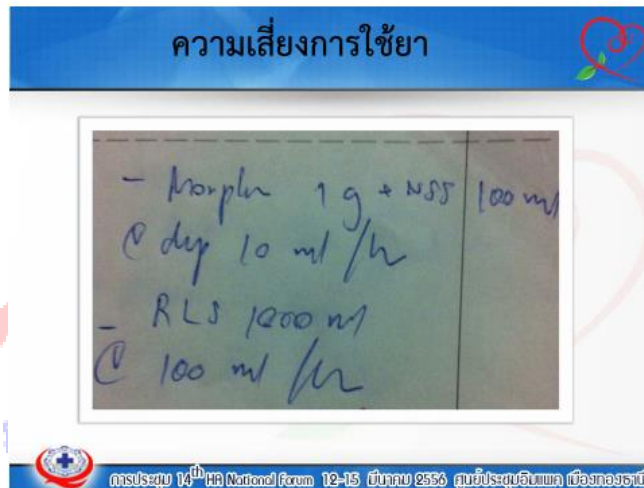 ความเสี่ยงการใช้ยา
- Morphn 1 g + NSS 100 ml
@ drip 10 ml/hr
- RLS 1000 ml
@ 100 ml/hr
การประชุม 14th HA National Forum 12-15 มีนาคม 2556 ศูนย์ประชุมอิมแพค เมืองทองธานี